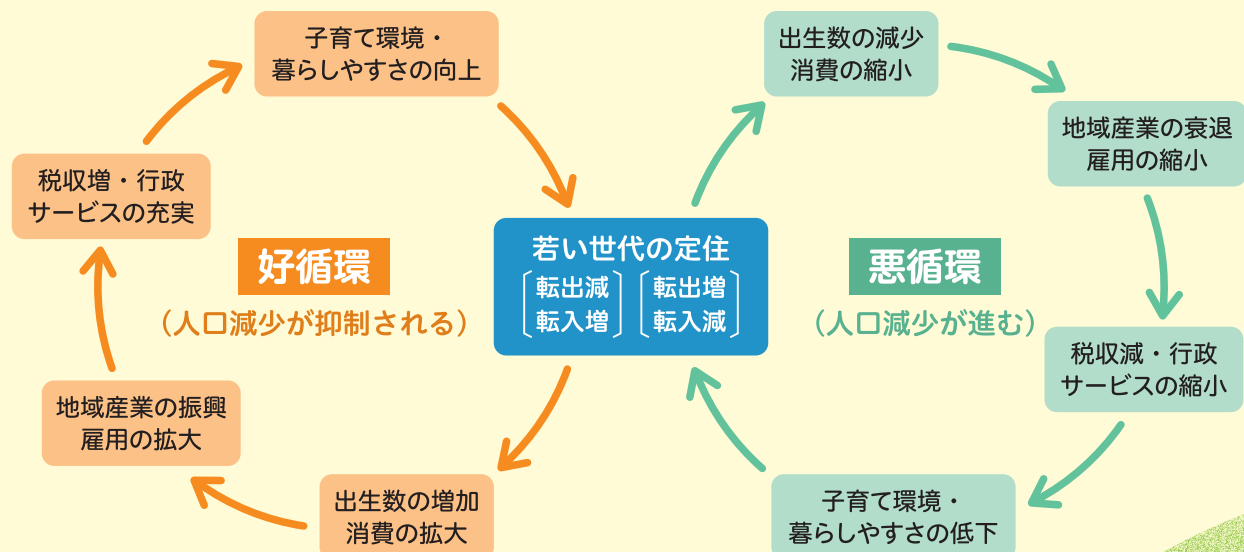 子育て環境・
暮らしやすさの向上
税収増・行政
サービスの充実
好循環
（人口減少が抑制される）
地域産業の振興
雇用の拡大
出生数の増加
消費の拡大
若い世代の定住
［転出減 転入増］［転出増 転入減］
出生数の減少
消費の縮小
地域産業の衰退
雇用の縮小
悪循環
（人口減少が進む）
税収減・行政
サービスの縮小
子育て環境・
暮らしやすさの低下